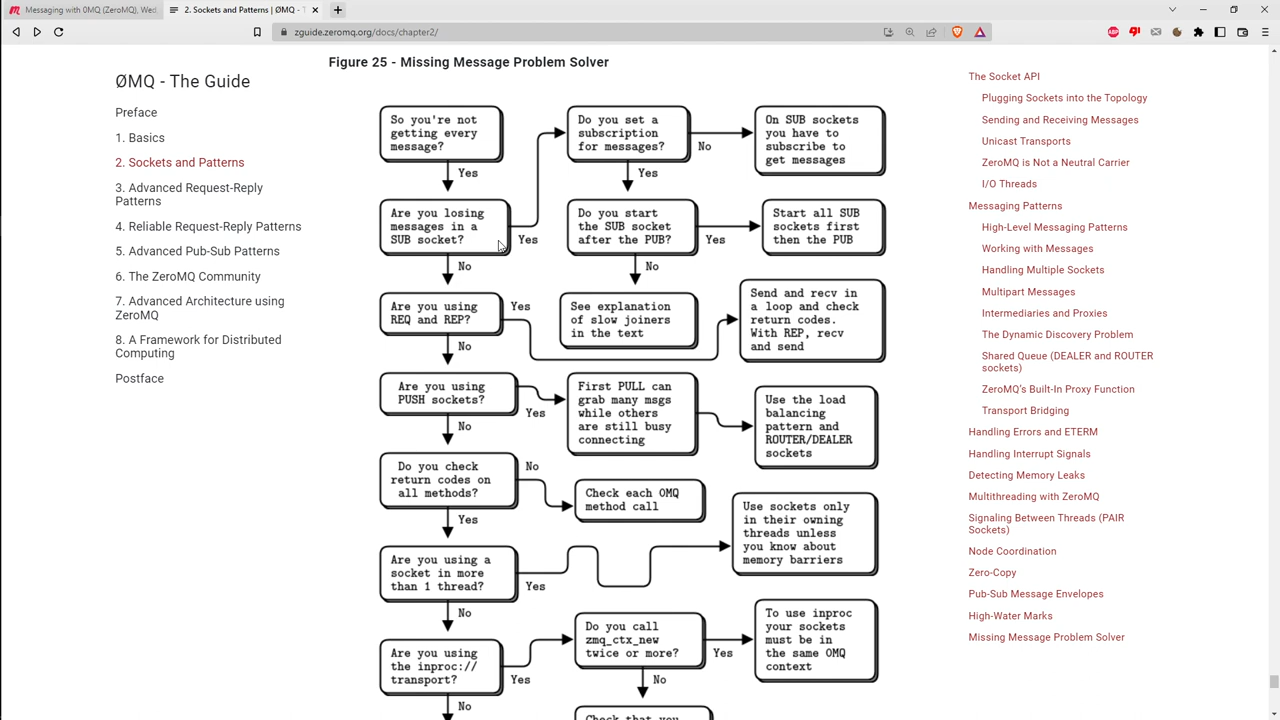 Messaging with 0MQ (ZeroMQ), Wed.
2. Sockets and Patterns | ØMQ - T
zguide.zeromq.org/docs/chapter2/
ØMQ - The Guide
Preface
1. Basics
2. Sockets and Patterns
3. Advanced Request-Reply
Patterns
4. Reliable Request-Reply Patterns
5. Advanced Pub-Sub Patterns
6. The ZeroMQ Community
7. Advanced Architecture using
ZeroMQ
8. A Framework for Distributed
Computing
Postface
Figure 25 - Missing Message Problem Solver
So you're not
getting every
message?
Yes
Do you set a
subscription
for messages?
No
On SUB sockets
you have to
subscribe to
get messages
Yes
Are you losing
messages in a
SUB socket?
Yes
No
Do you start
the SUB socket
after the PUB?
Yes
Start all SUB
sockets first
then the PUB
No
Are you using
REQ and REP?
Yes
No
See explanation
of slow joiners
in the text
Send and recv in
a loop and check
return codes.
With REP, recv
and send
Are you using
PUSH sockets?
Yes
No
First PULL can
grab many msgs
while others
are still busy
connecting
Use the load
balancing
pattern and
ROUTER/DEALER
sockets
Do you check
return codes on
all methods?
No
Yes
Check each OMQ
method call
Use sockets only
in their owning
threads unless
you know about
memory barriers
Are you using a
socket in more
than 1 thread?
Yes
No
Are you using
the inproc://
transport?
Yes
No
Do you call
zmq_ctx_new
twice or more?
Yes
No
To use inproc
your sockets
must be in
the same OMQ
context
Check that you
The Socket API
Plugging Sockets into the Topology
Sending and Receiving Messages
Unicast Transports
ZeroMQ is Not a Neutral Carrier
I/O Threads
Messaging Patterns
High-Level Messaging Patterns
Working with Messages
Handling Multiple Sockets
Multipart Messages
Intermediaries and Proxies
The Dynamic Discovery Problem
Shared Queue (DEALER and ROUTER
sockets)
ZeroMQ's Built-In Proxy Function
Transport Bridging
Handling Errors and ETERM
Handling Interrupt Signals
Detecting Memory Leaks
Multithreading with ZeroMQ
Signaling Between Threads (PAIR
Sockets)
Node Coordination
Zero-Copy
Pub-Sub Message Envelopes
High-Water Marks
Missing Message Problem Solver